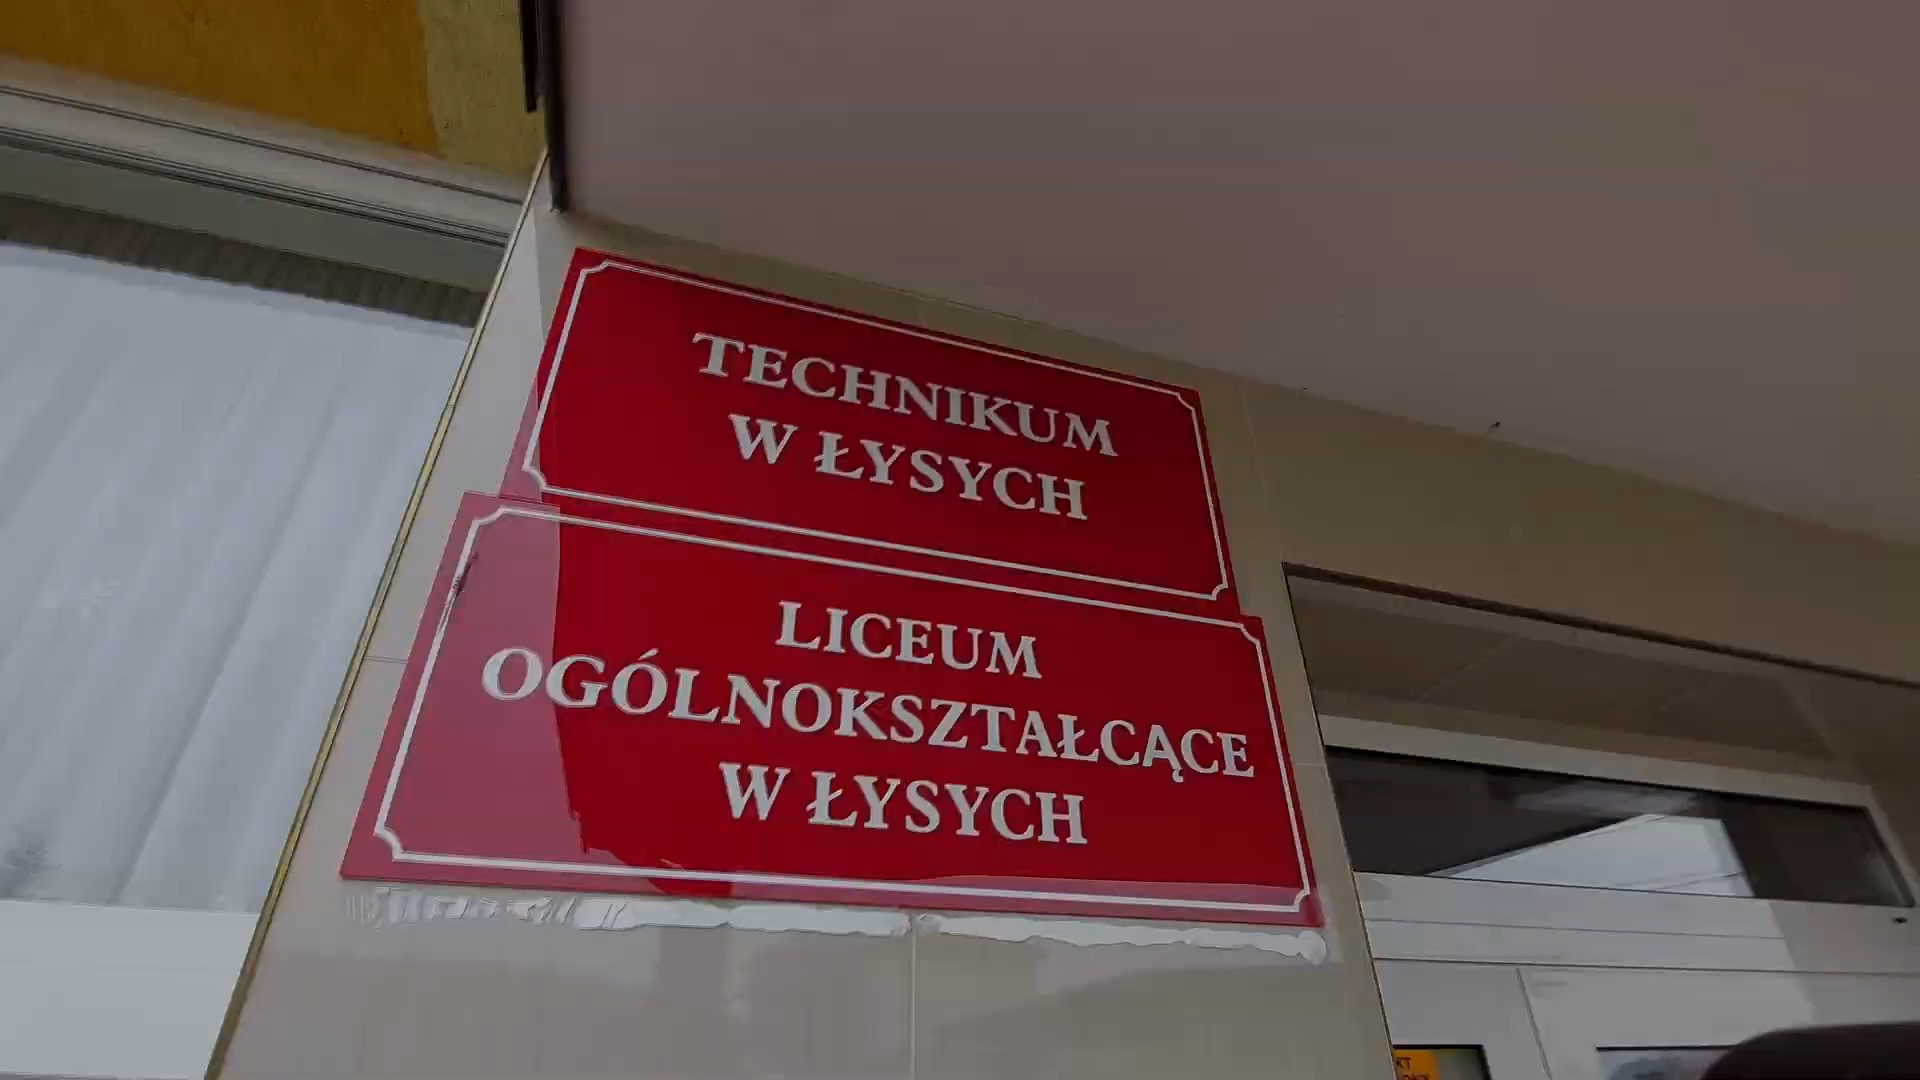 TECHNIKUM
W ŁYSYCH
LICEUM
OGÓLNOKSZTAŁCĄCE
W ŁYSYCH